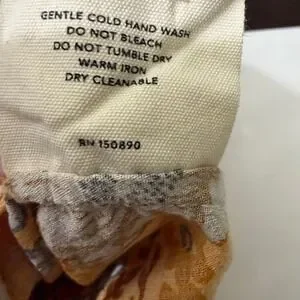 GENTLE COLD HAND WASH
DO NOT BLEACH
DO NOT TUMBLE DRY
WARM IRON
DRY CLEANABLE
RN 150890